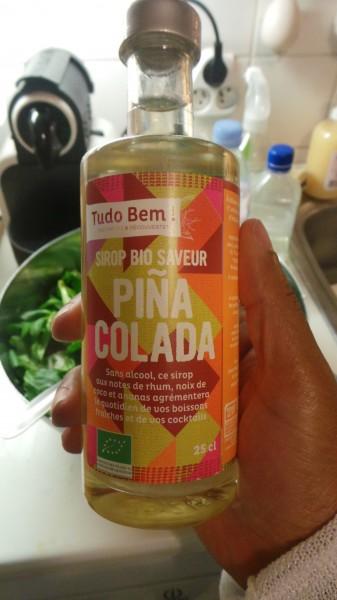 Tudo Bem !
SIROP BIO SAVEUR
PIÑA
COLADA
Sans alcool, ce sirop
aux notes de rhum, noix de
coco et ananas agrémentera
le quotidien de vos boissons
fraîches et de vos cocktails
25 cl